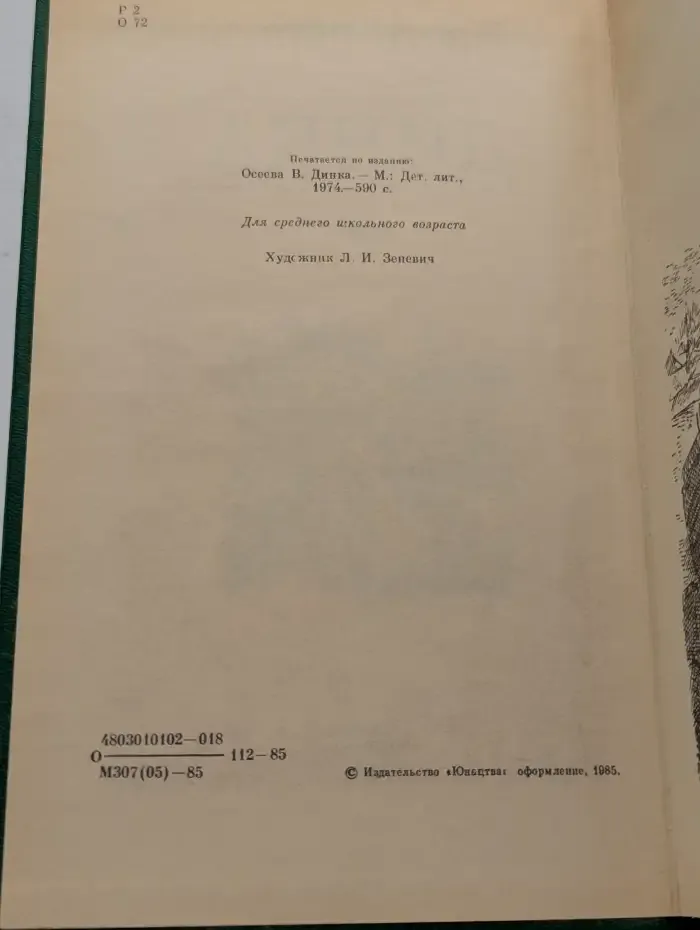 Р 2
О 72
Печатается по изданию:
Осеева В. Динка. — М.: Дет. лит.,
1974.—590 с.
Для среднего школьного возраста
Художник Л. И. Зеневич
4803010102—018
О 112—85
М307(05)—85
© Издательство «Юнацтва» оформление, 1985.